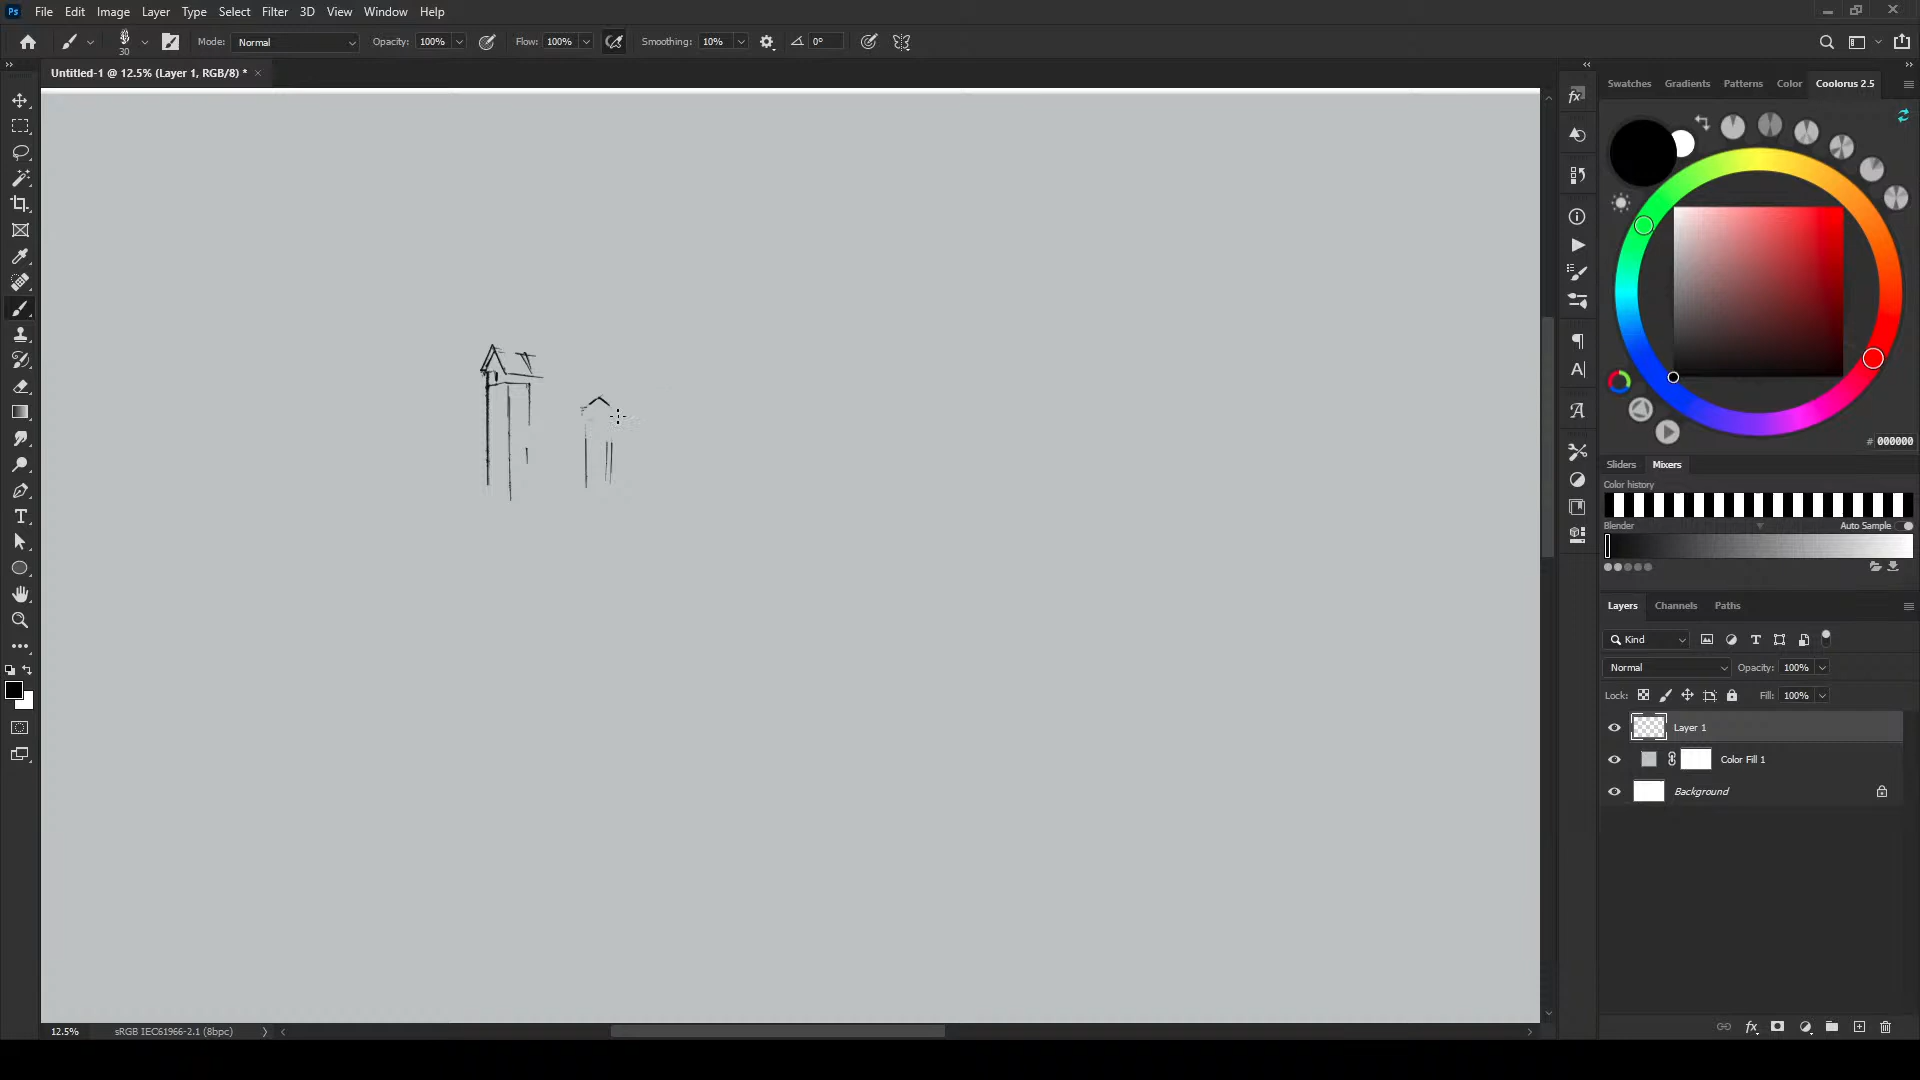 Ps File Edit Image Layer Type Select Filter 3D View Window Help
30 Mode: Normal Opacity: 100% Flow: 100% Smoothing: 10% 0°
Untitled-1 @ 12.5% (Layer 1, RGB/8) *
Swatches Gradients Patterns Color Coolorus 2.5
# 000000
Sliders Mixers
Color history
Blender Auto Sample
Layers Channels Paths
Kind
Normal Opacity: 100%
Lock: Fill: 100%
Layer 1
Color Fill 1
Background
12.5% sRGB IEC61966-2.1 (8bpc)